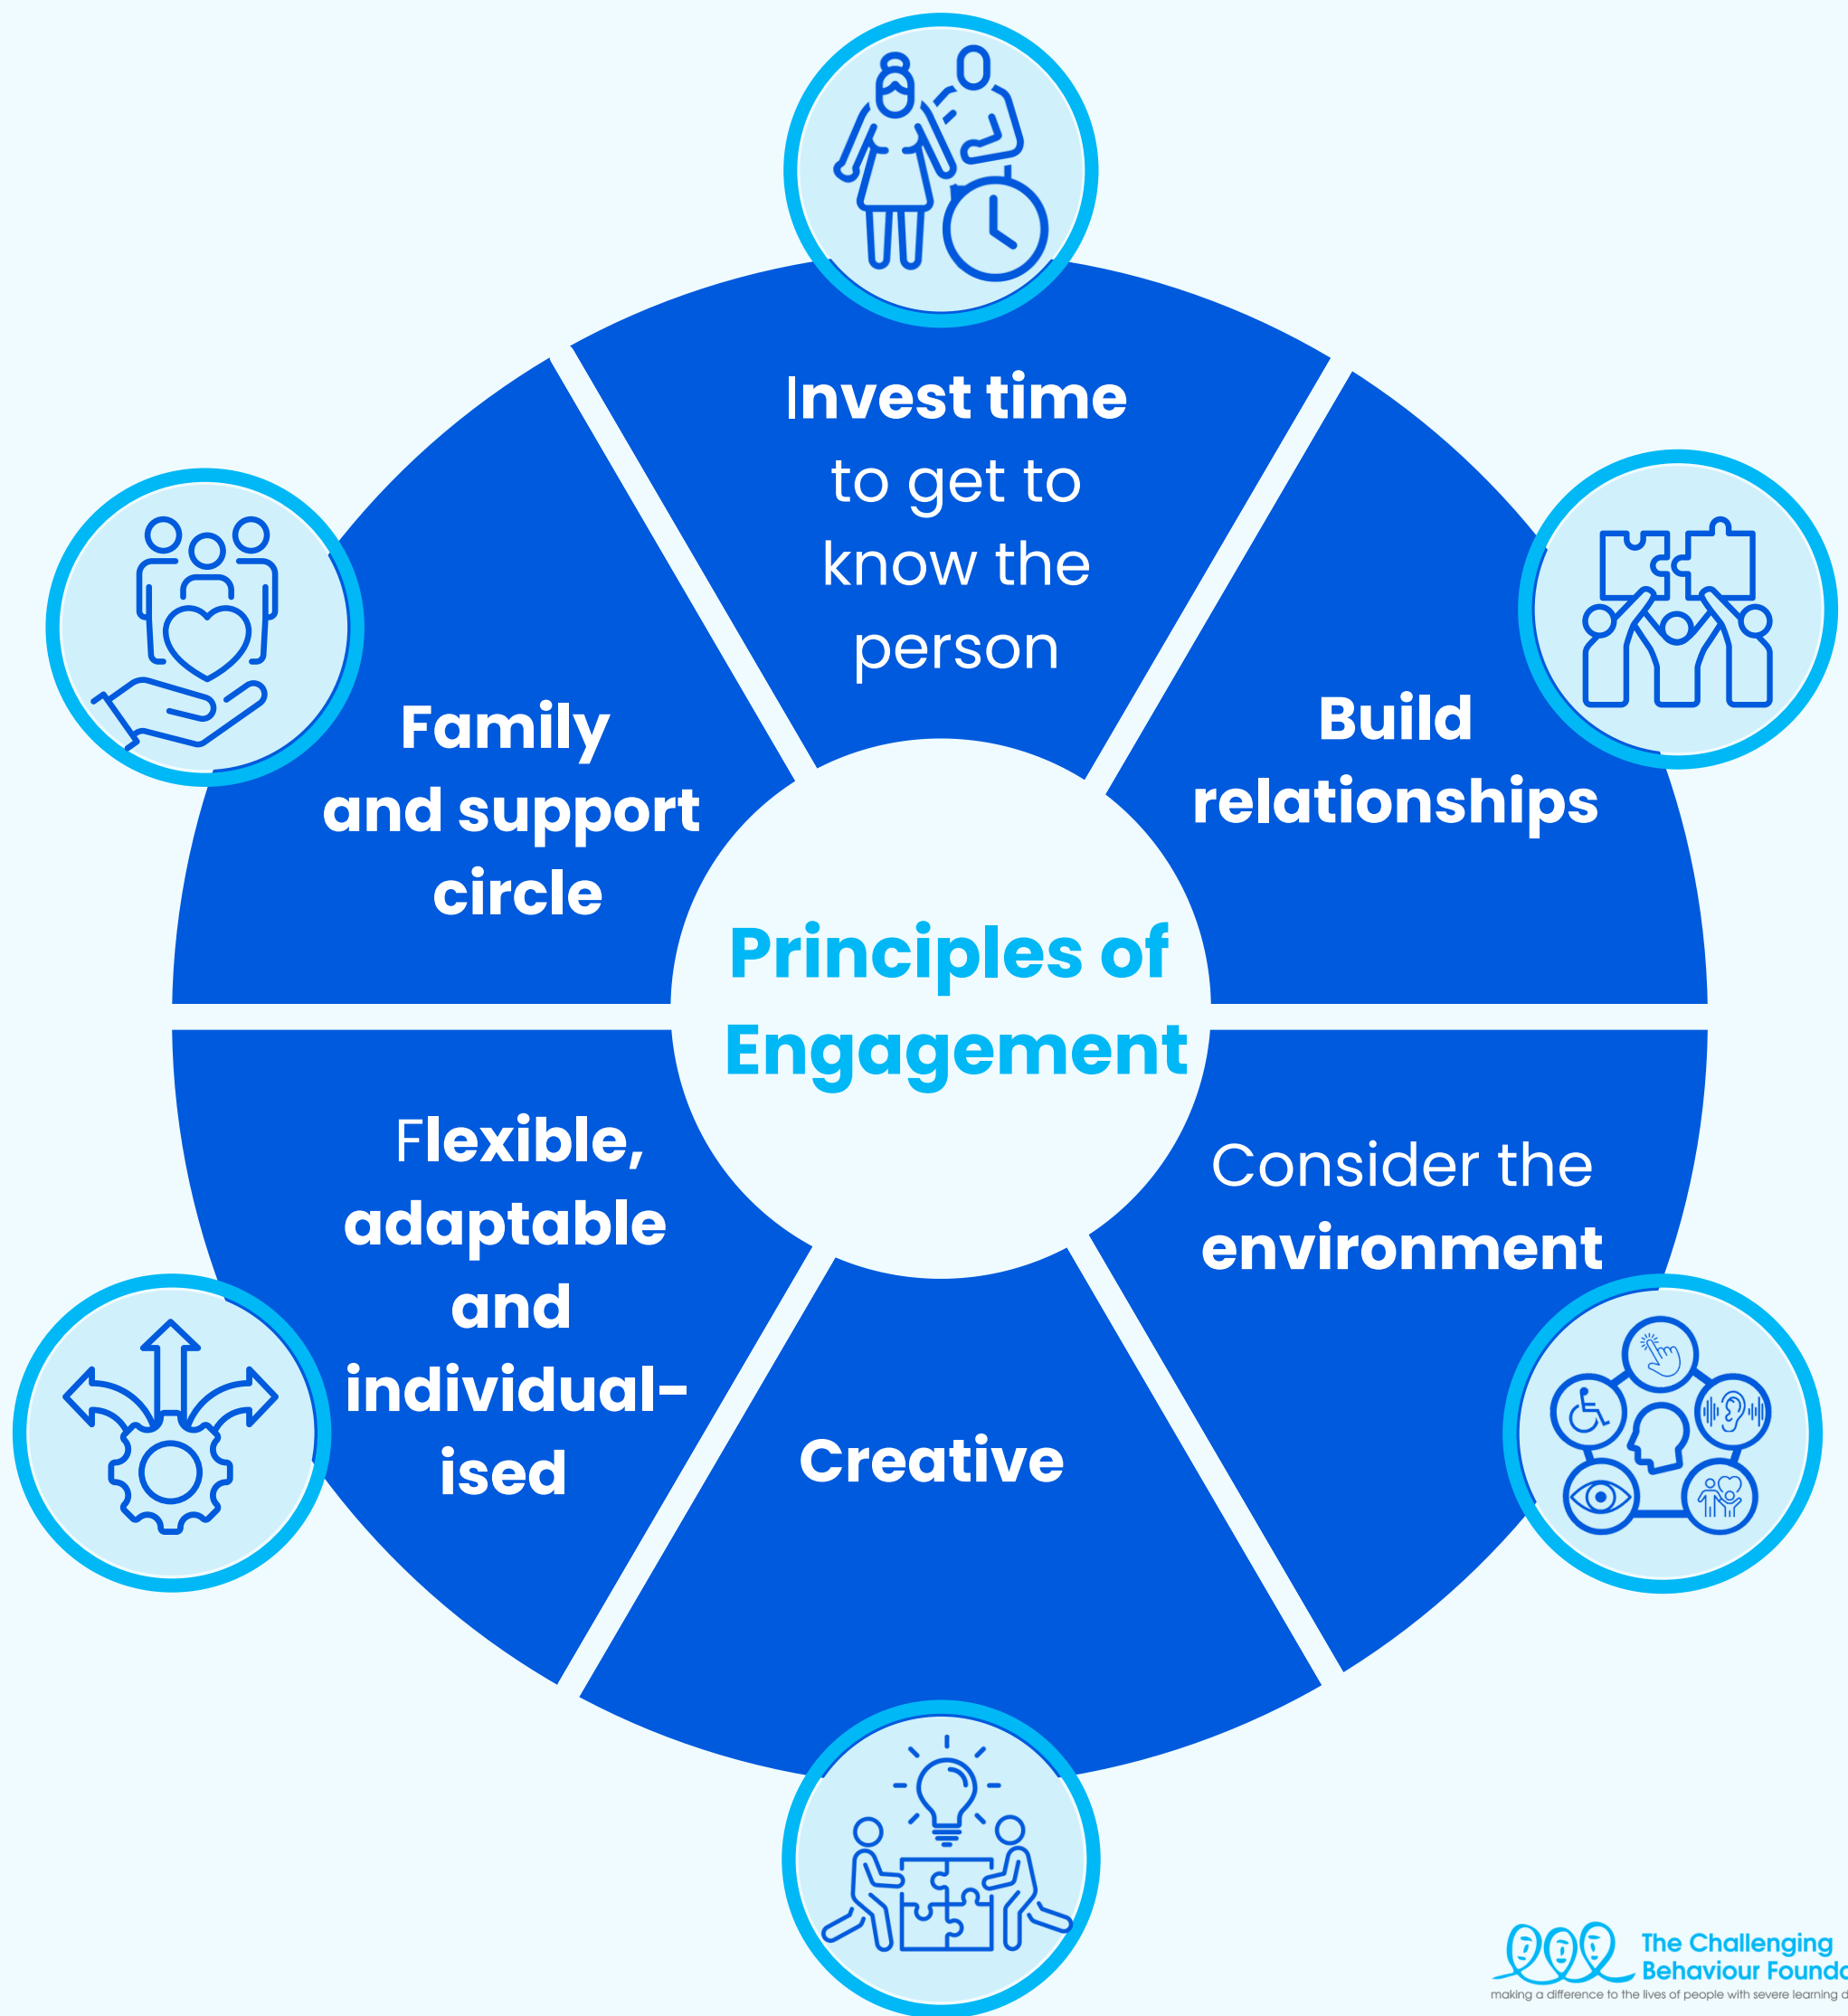 Invest time
to get to
know the
person
Build
relationships
Consider the
environment
Creative
Flexible,
adaptable
and
individual-
ised
Family
and support
circle
Principles of
Engagement
The Challenging
Behaviour
making a difference to the lives of people with severe learning